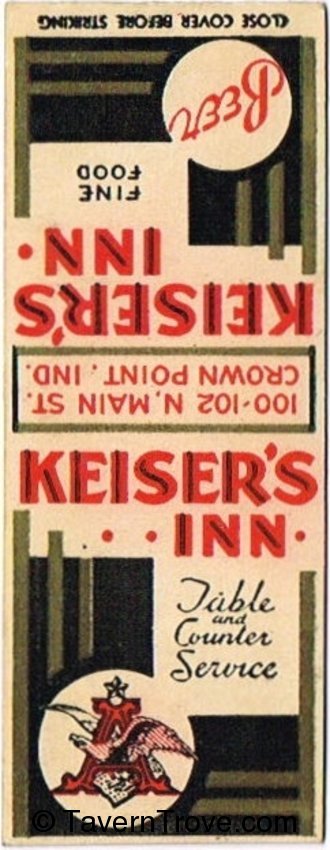 CLOSE COVER BEFORE STRIKING
Beer
FINE
FOOD
KEISER'S
INN
100-102 N. MAIN ST.
CROWN POINT, IND.
KEISER'S
INN
Table
and
Counter
Service
A
© TavernTrove.com